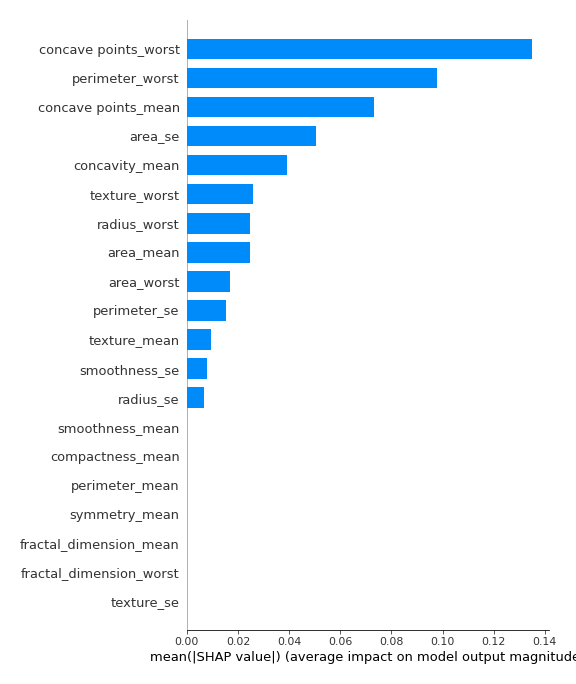 concave points_worst
perimeter_worst
concave points_mean
area_se
concavity_mean
texture_worst
radius_worst
area_mean
area_worst
perimeter_se
texture_mean
smoothness_se
radius_se
smoothness_mean
compactness_mean
perimeter_mean
symmetry_mean
fractal_dimension_mean
fractal_dimension_worst
texture_se
0.00 0.02 0.04 0.06 0.08 0.10 0.12 0.14
mean(|SHAP value|) (average impact on model output magnitude